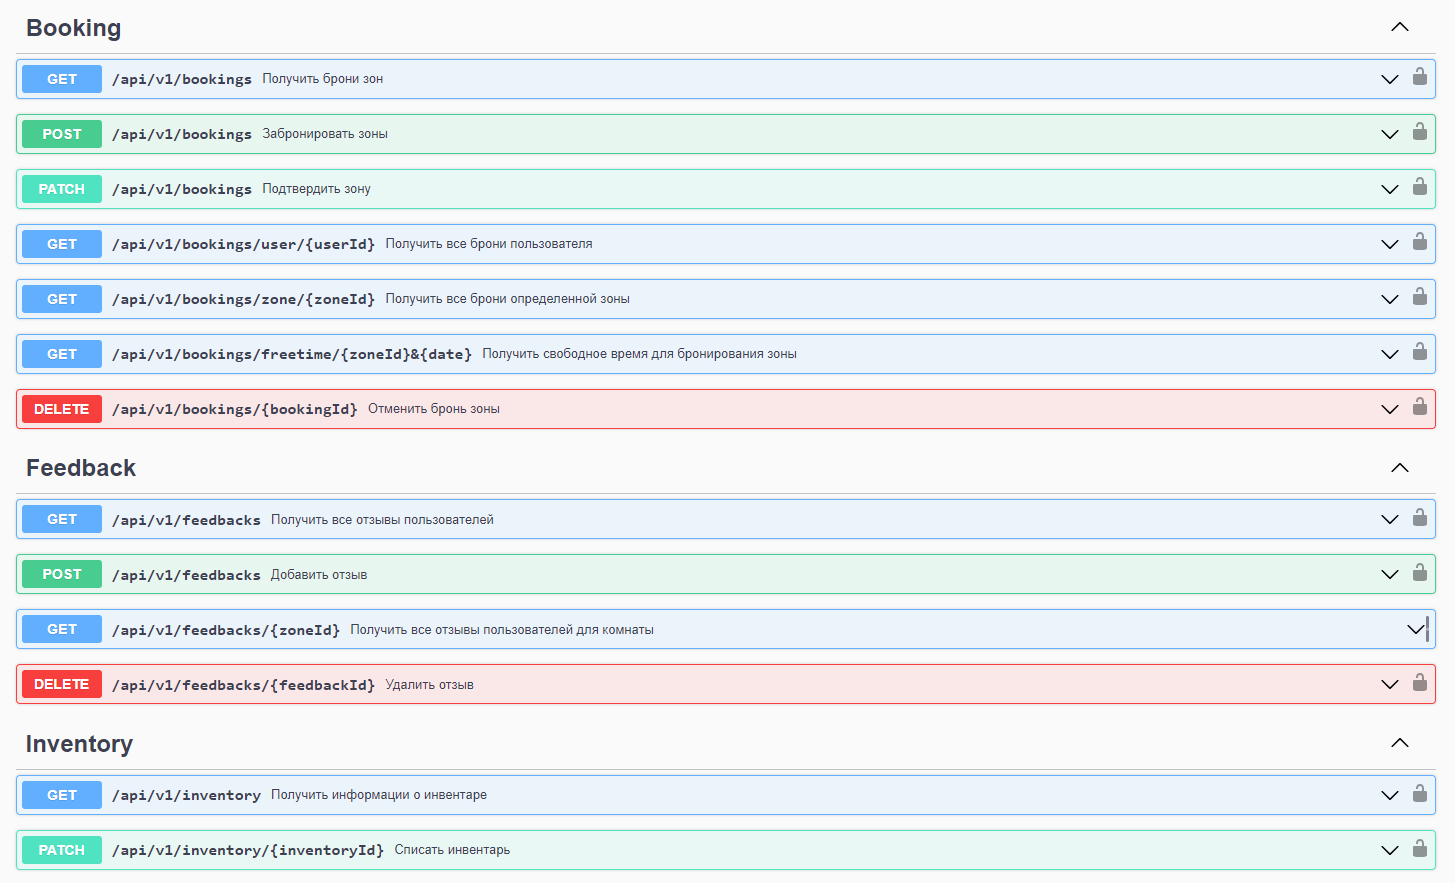 Booking
GET /api/v1/bookings Получить брони зон
POST /api/v1/bookings Забронировать зоны
PATCH /api/v1/bookings Подтвердить зону
GET /api/v1/bookings/user/{userId} Получить все брони пользователя
GET /api/v1/bookings/zone/{zoneId} Получить все брони определенной зоны
GET /api/v1/bookings/freetime/{zoneId}&{date} Получить свободное время для бронирования зоны
DELETE /api/v1/bookings/{bookingId} Отменить бронь зоны
Feedback
GET /api/v1/feedbacks Получить все отзывы пользователей
POST /api/v1/feedbacks Добавить отзыв
GET /api/v1/feedbacks/{zoneId} Получить все отзывы пользователей для комнаты
DELETE /api/v1/feedbacks/{feedbackId} Удалить отзыв
Inventory
GET /api/v1/inventory Получить информации о инвентаре
PATCH /api/v1/inventory/{inventoryId} Списать инвентарь